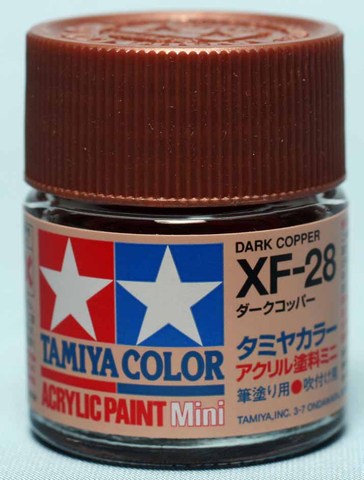 DARK COPPER
XF-28
ダークコッパー
TAMIYA COLOR
ACRYLIC PAINT Mini
タミヤカラー
アクリル塗料ミニ
筆塗り用●吹付け用
TAMIYA, INC. 3-7 ONDAWA